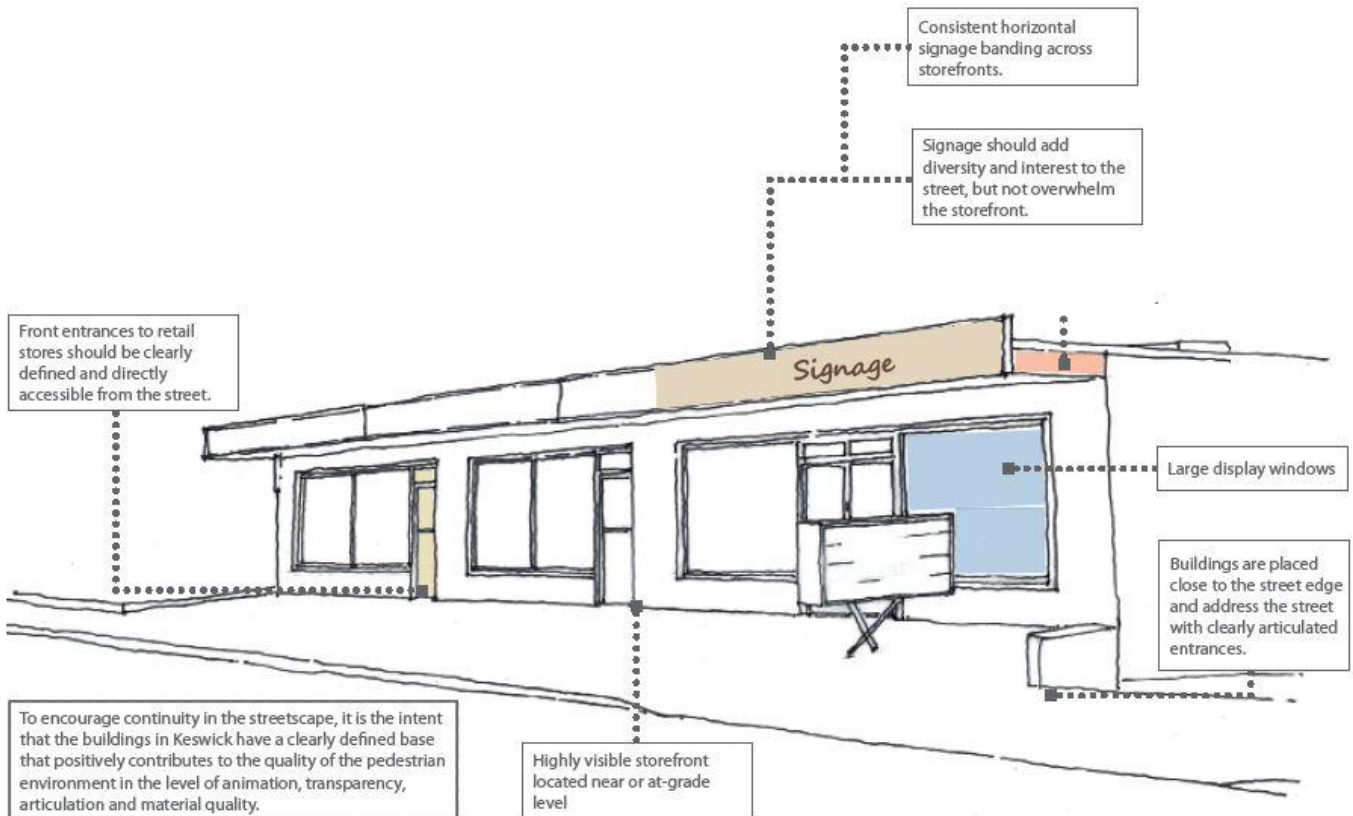 Consistent horizontal
signage banding across
storefronts.
Signage should add
diversity and interest to the
street, but not overwhelm
the storefront.
Front entrances to retail
stores should be clearly
defined and directly
accessible from the street.
Signage
Large display windows
Buildings are placed
close to the street edge
and address the street
with clearly articulated
entrances.
To encourage continuity in the streetscape, it is the intent
that the buildings in Keswick have a clearly defined base
that positively contributes to the quality of the pedestrian
environment in the level of animation, transparency,
articulation and material quality.
Highly visible storefront
located near or at-grade
level